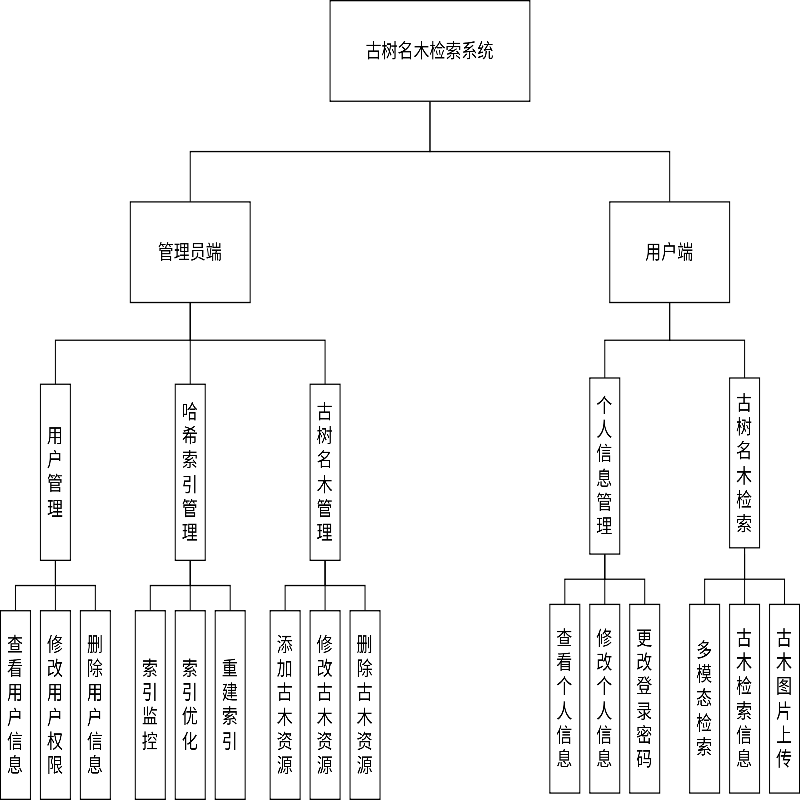 古树名木检索系统
管理员端
用户端
用户管理
哈希索引管理
古树名木管理
个人信息管理
古树名木检索
查看用户信息
修改用户权限
删除用户信息
索引监控
索引优化
重建索引
添加古木资源
修改古木资源
删除古木资源
查看个人信息
修改个人信息
更改登录密码
多模态检索
古木检索信息
古木图片上传